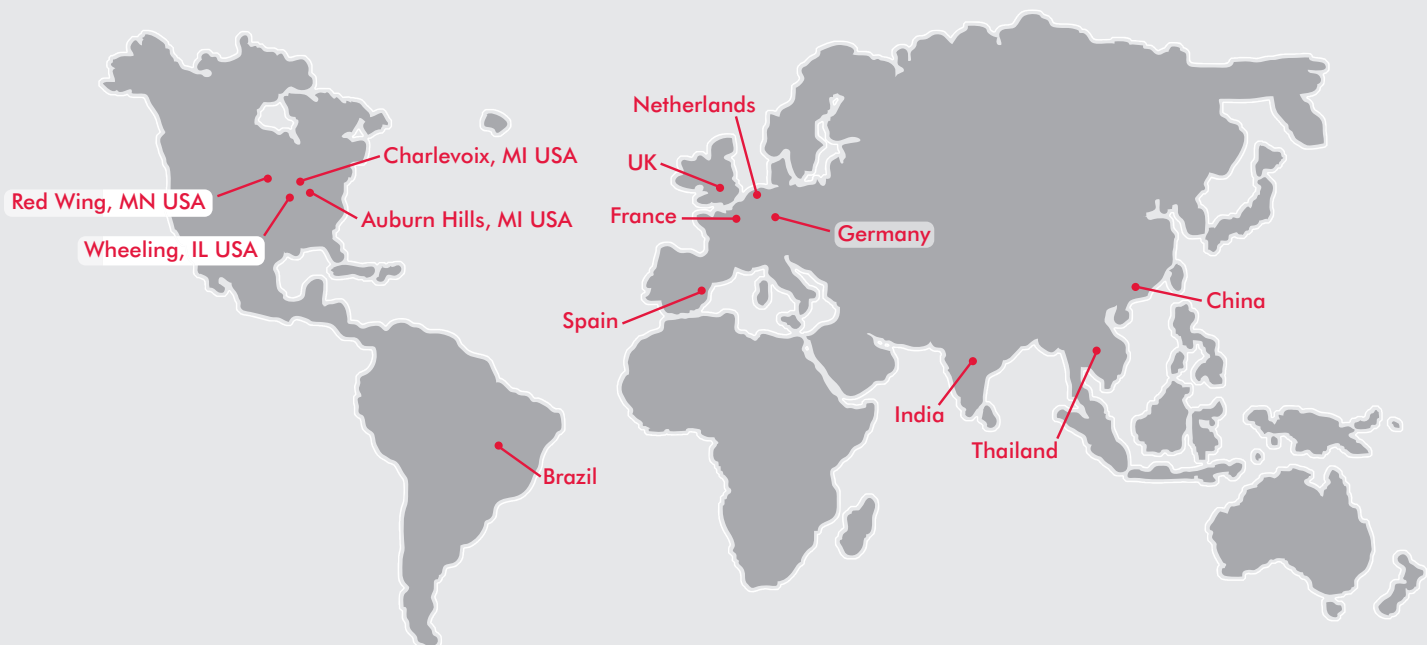 Netherlands
Charlevoix, MI USA
UK
Red Wing, MN USA
Auburn Hills, MI USA
France
Germany
Wheeling, IL USA
China
Spain
India
Thailand
Brazil